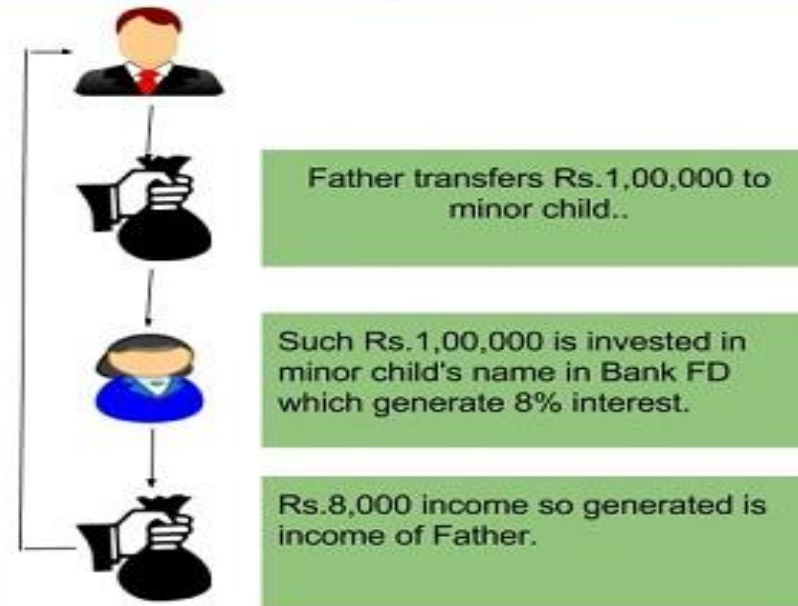 Father transfers Rs.1,00,000 to
minor child..
Such Rs.1,00,000 is invested in
minor child's name in Bank FD
which generate 8% interest.
Rs.8,000 income so generated is
income of Father.